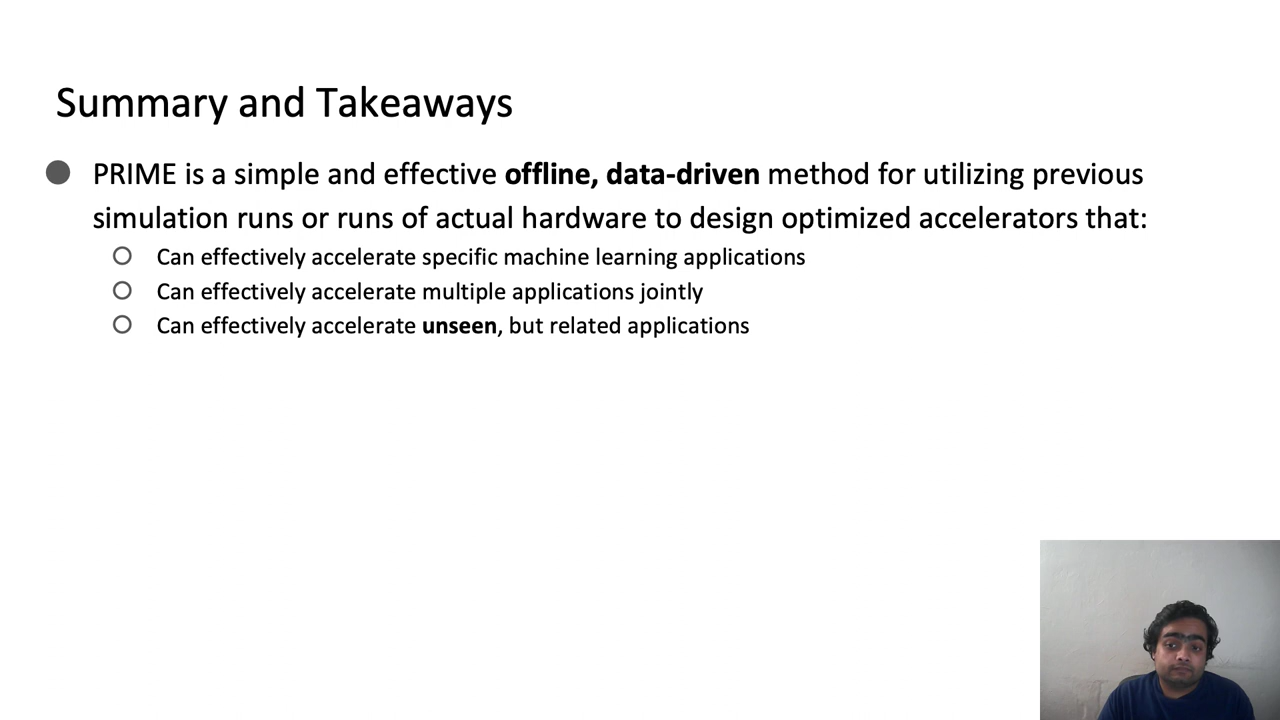 Summary and Takeaways
PRIME is a simple and effective offline, data-driven method for utilizing previous
simulation runs or runs of actual hardware to design optimized accelerators that:
Can effectively accelerate specific machine learning applications
Can effectively accelerate multiple applications jointly
Can effectively accelerate unseen, but related applications